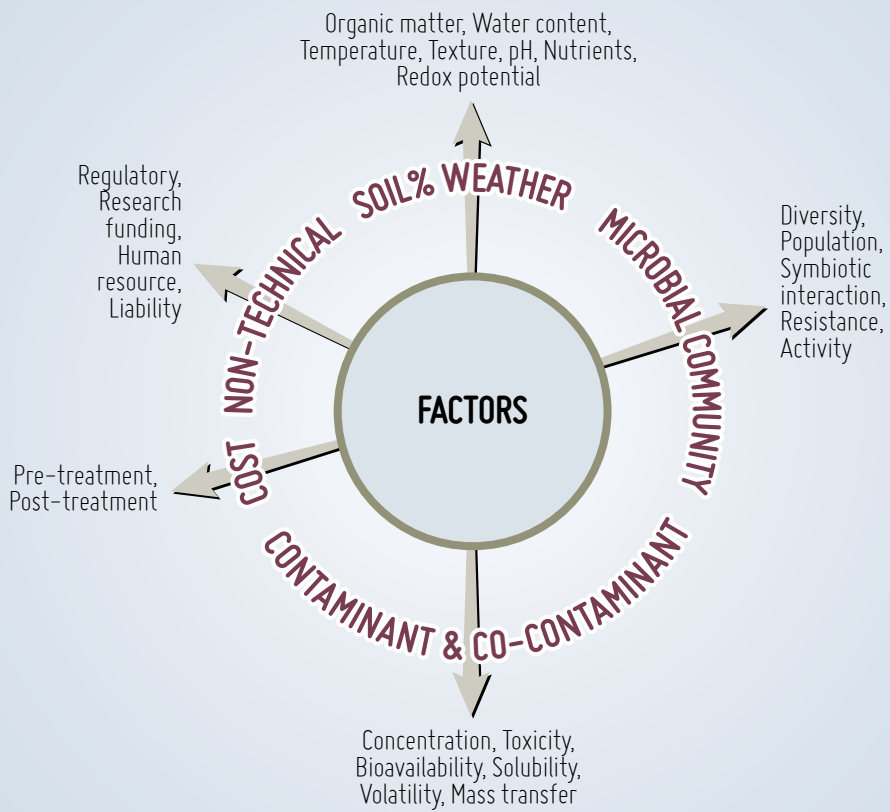 Organic matter, Water content,
Temperature, Texture, pH, Nutrients,
Redox potential
SOIL% WEATHER
Regulatory,
Research
funding,
Human
resource,
Liability
NON-TECHNICAL
MICROBIAL COMMUNITY
Diversity,
Population,
Symbiotic
interaction,
Resistance,
Activity
FACTORS
COST
Pre-treatment,
Post-treatment
CONTAMINANT & CO-CONTAMINANT
Concentration, Toxicity,
Bioavailability, Solubility,
Volatility, Mass transfer